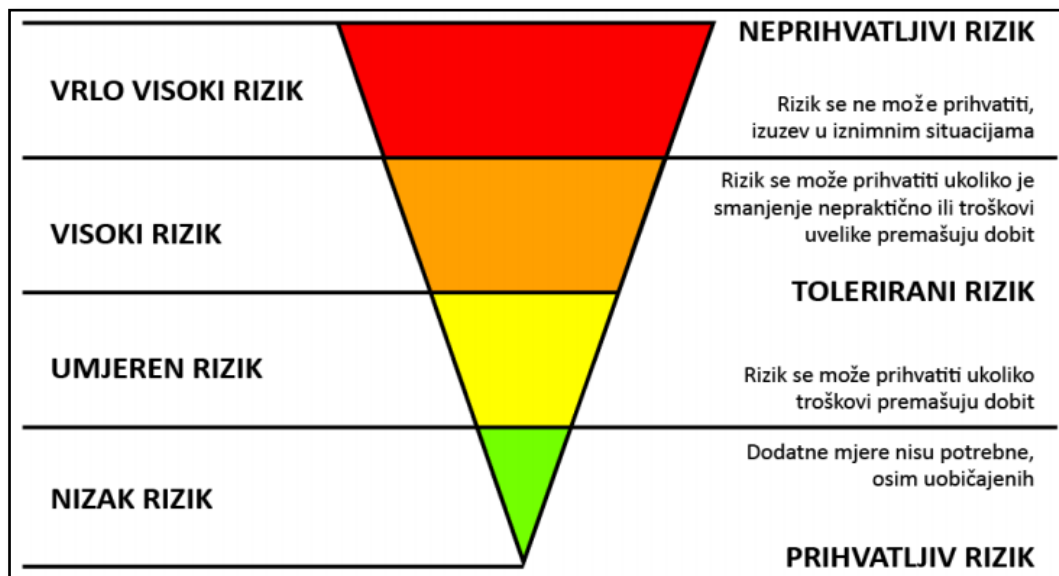 NEPRIHVATLJIVI RIZIK
VRLO VISOKI RIZIK
Rizik se ne može prihvatiti,
izuzev u iznimnim situacijama
Rizik se može prihvatiti ukoliko je
smanjenje nepraktično ili troškovi
uvelike premašuju dobit
VISOKI RIZIK
TOLERIRANI RIZIK
UMJEREN RIZIK
Rizik se može prihvatiti ukoliko
troškovi premašuju dobit
Dodatne mjere nisu potrebne,
osim uobičajenih
NIZAK RIZIK
PRIHVATLJIV RIZIK